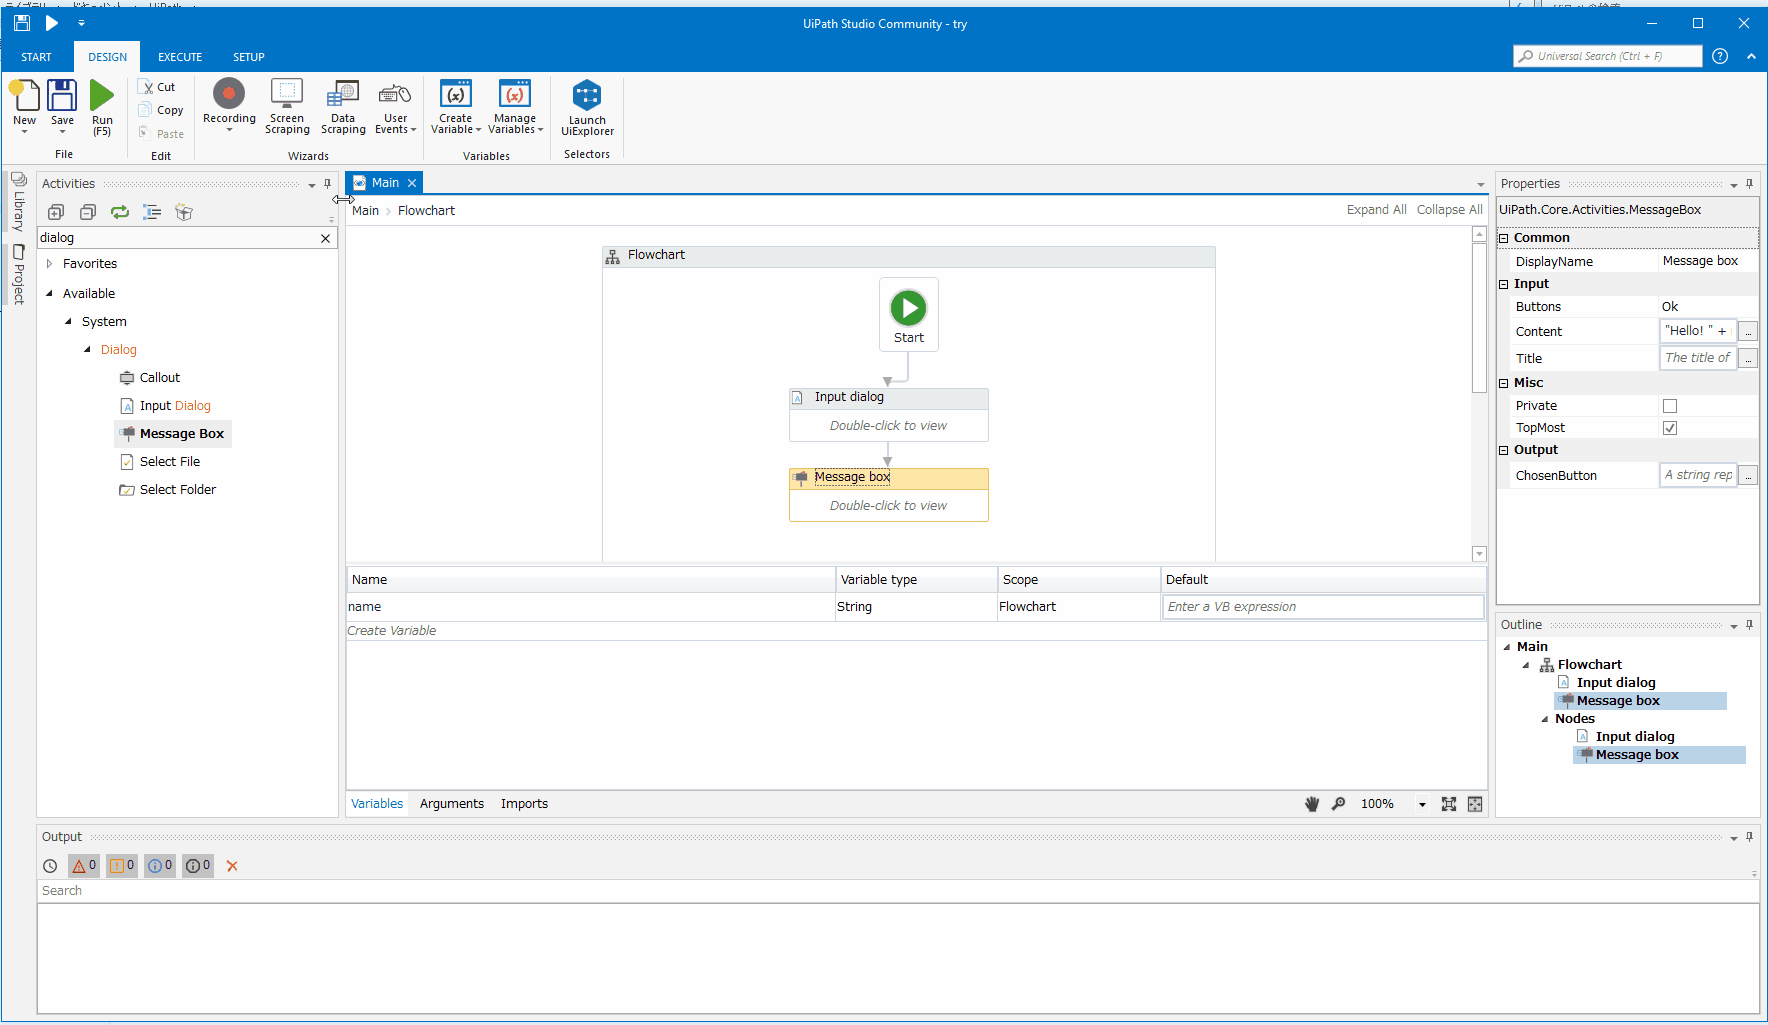 UiPath Studio Community - try
START DESIGN EXECUTE SETUP
Universal Search (Ctrl + F)
New
Save
Run
(F5)
File
Cut
Copy
Paste
Edit
Recording
Screen
Scraping
Data
Scraping
User
Events
Wizards
Create
Variable
Manage
Variables
Variables
Launch
UiExplorer
Selectors
Library
Project
Activities
dialog
Favorites
Available
System
Dialog
Callout
Input Dialog
Message Box
Select File
Select Folder
Main
Main > Flowchart
Expand All Collapse All
Flowchart
Start
Input dialog
Double-click to view
Message box
Double-click to view
Name Variable type Scope Default
name String Flowchart Enter a VB expression
Create Variable
Variables Arguments Imports
100%
Properties
UiPath.Core.Activities.MessageBox
Common
DisplayName Message box
Input
Buttons Ok
Content "Hello! " + ...
Title The title of ...
Misc
Private
TopMost
Output
ChosenButton A string rep ...
Outline
Main
Flowchart
Input dialog
Message box
Nodes
Input dialog
Message box
Output
0 0 0 0
Search